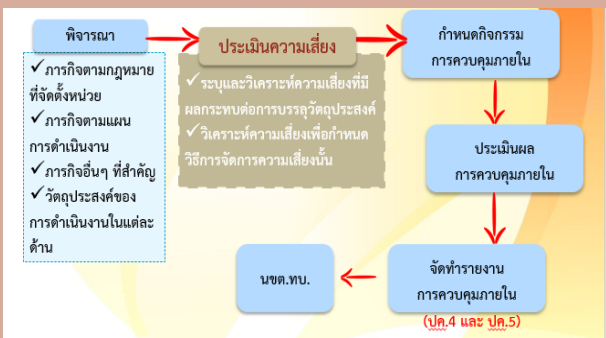 พิจารณา
✓ภารกิจตามกฎหมาย
ที่จัดตั้งหน่วย
✓ภารกิจตามแผน
การดำเนินงาน
✓ภารกิจอื่นๆ ที่สำคัญ
✓วัตถุประสงค์ของ
การดำเนินงานในแต่ละ
ด้าน
ประเมินความเสี่ยง
✓ระบุและวิเคราะห์ความเสี่ยงที่มี
ผลกระทบต่อการบรรลุวัตถุประสงค์
✓วิเคราะห์ความเสี่ยงเพื่อกำหนด
วิธีการจัดการความเสี่ยงนั้น
กำหนดกิจกรรม
การควบคุมภายใน
ประเมินผล
การควบคุมภายใน
จัดทำรายงาน
การควบคุมภายใน
(ปค.4 และ ปค.5)
นขต.ทบ.